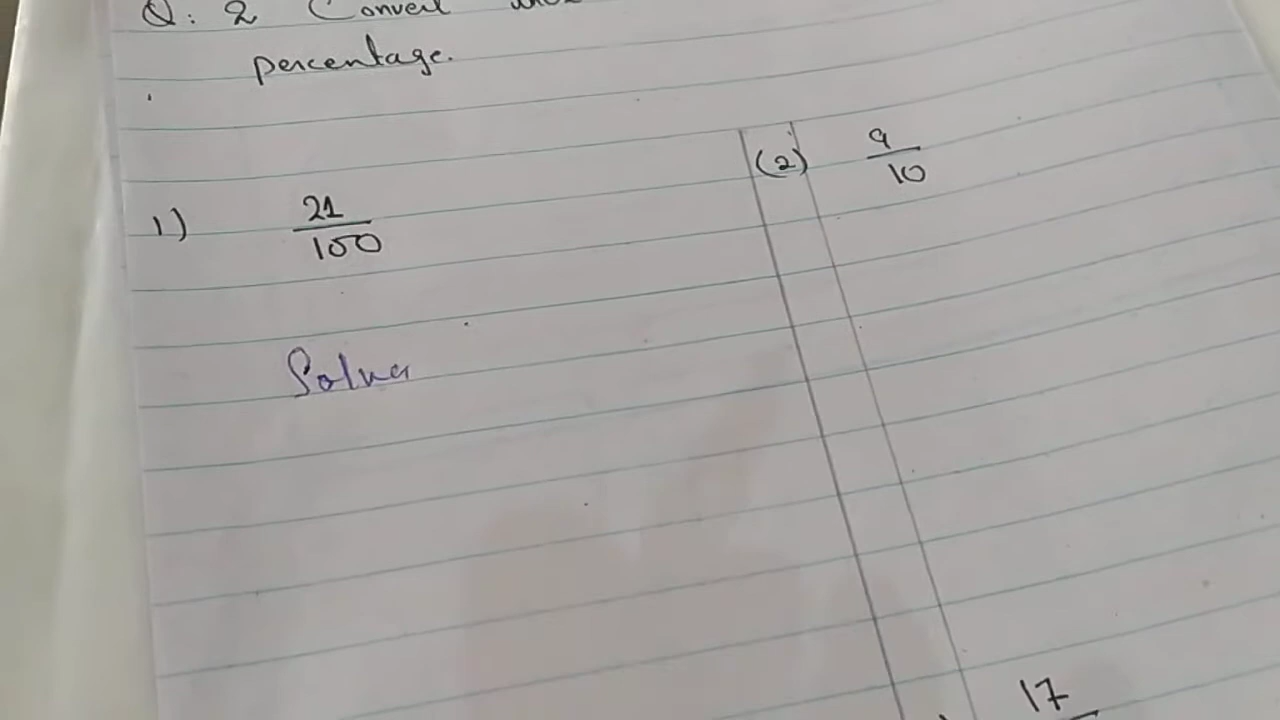 Q: 2 Convert
percentage.
1) 21/100
(2) 9/10
Solve
17